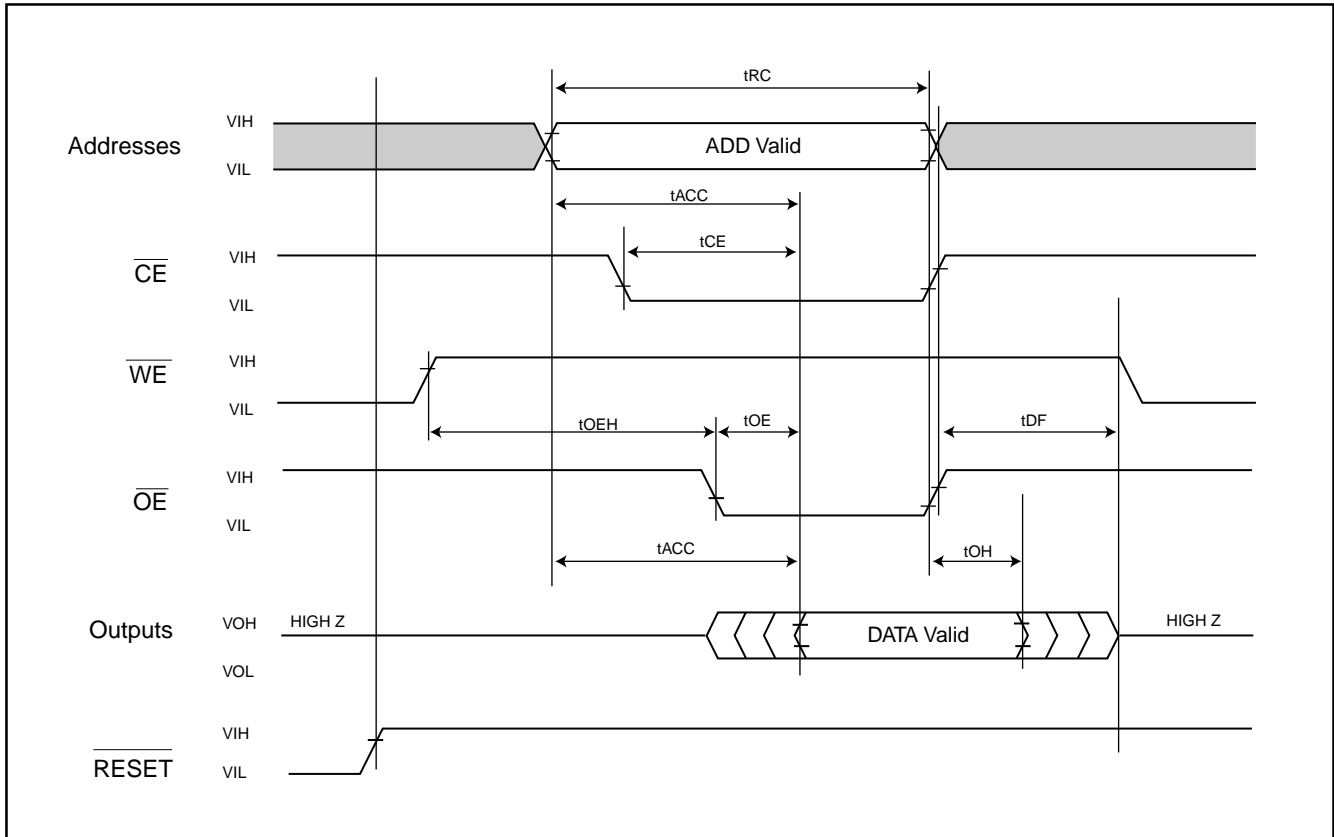 tRC
VIH
Addresses
ADD Valid
VIL
tACC
tCE
VIH
CE
VIL
VIH
WE
VIL
tOEH
tOE
tDF
VIH
OE
VIL
tACC
tOH
HIGH Z
HIGH Z
VOH
Outputs
DATA Valid
VOL
VIH
RESET
VIL